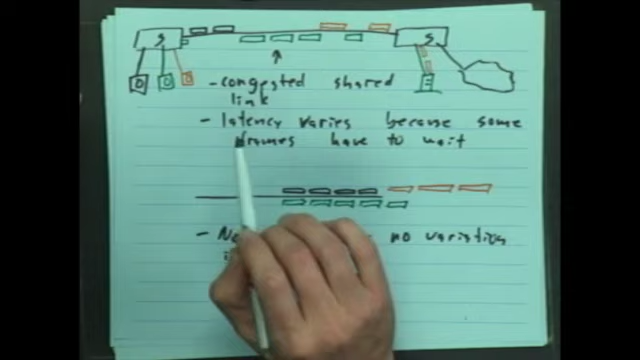 S
S
- congested shared
link
- latency varies because some
frames have to wait
- no variation